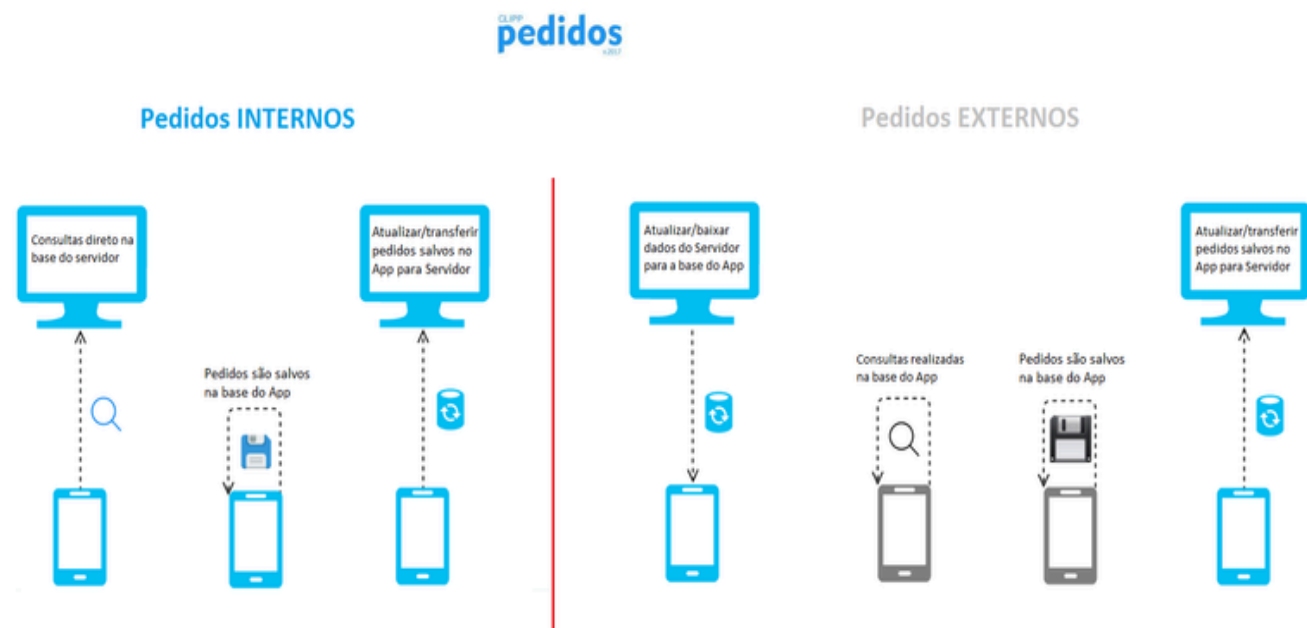 CLIPP
pedidos
v.2017
Pedidos INTERNOS
Pedidos EXTERNOS
Consultas direto na
base do servidor
Pedidos são salvos
na base do App
Atualizar/transferir
pedidos salvos no
App para Servidor
Atualizar/baixar
dados do Servidor
para a base do App
Consultas realizadas
na base do App
Pedidos são salvos
na base do App
Atualizar/transferir
pedidos salvos no
App para Servidor